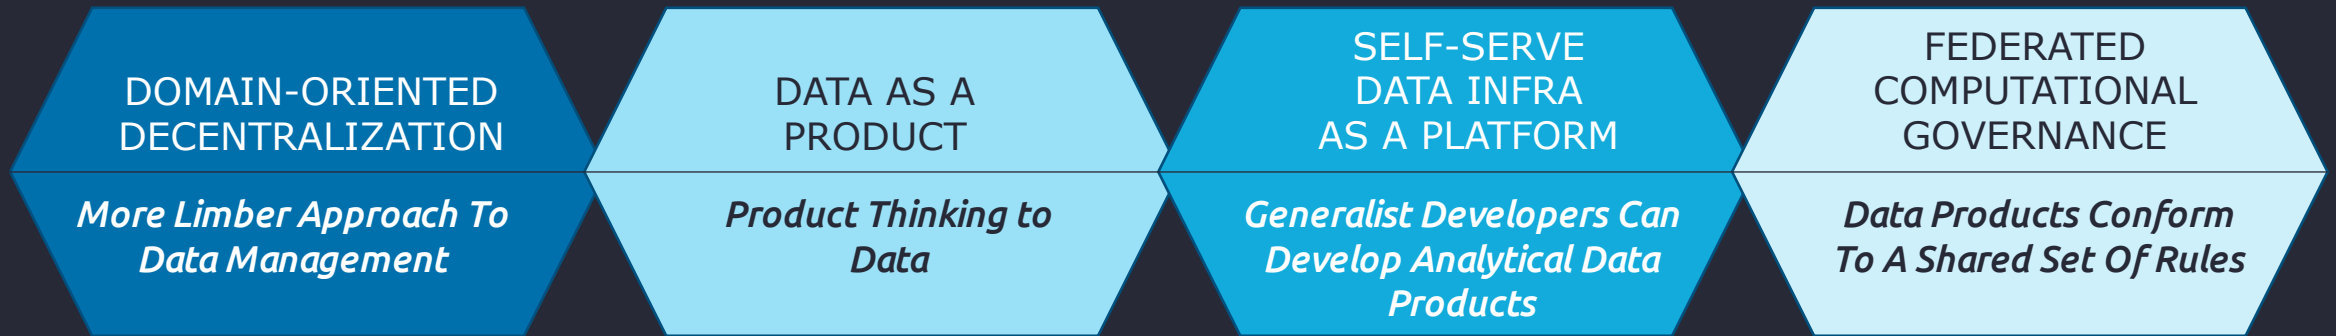 DOMAIN-ORIENTED
DECENTRALIZATION
More Limber Approach To
Data Management
DATA AS A
PRODUCT
Product Thinking to
Data
SELF-SERVE
DATA INFRA
AS A PLATFORM
Generalist Developers Can
Develop Analytical Data
Products
FEDERATED
COMPUTATIONAL
GOVERNANCE
Data Products Conform
To A Shared Set Of Rules